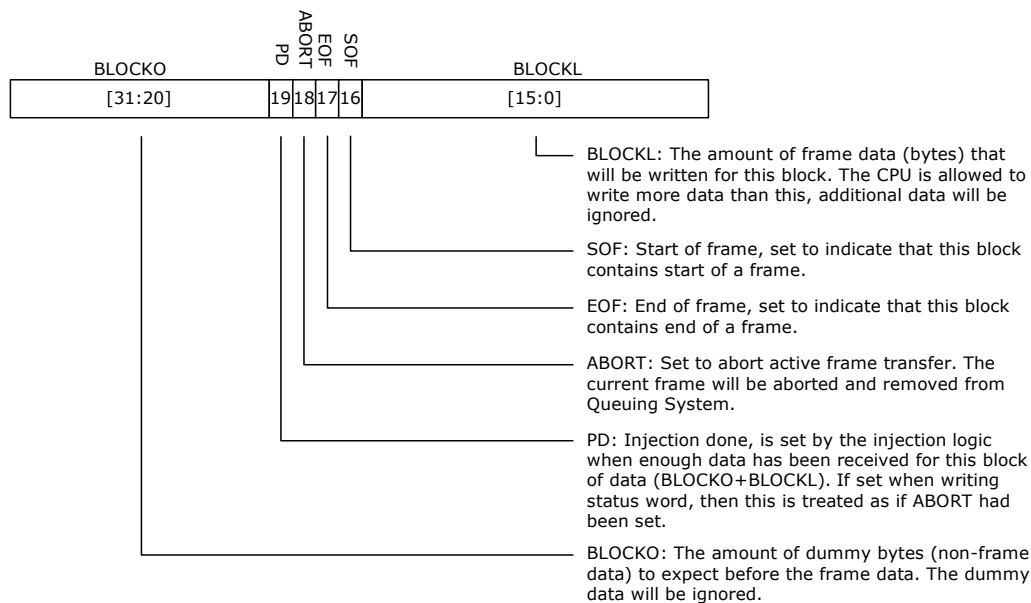 PD
ABORT
EOF
SOF
BLOCKO
BLOCKL
[31:20]
19
18
17
16
[15:0]
BLOCKL: The amount of frame data (bytes) that
will be written for this block. The CPU is allowed to
write more data than this, additional data will be
ignored.
SOF: Start of frame, set to indicate that this block
contains start of a frame.
EOF: End of frame, set to indicate that this block
contains end of a frame.
ABORT: Set to abort active frame transfer. The
current frame will be aborted and removed from
Queuing System.
PD: Injection done, is set by the injection logic
when enough data has been received for this block
of data (BLOCKO+BLOCKL). If set when writing
status word, then this is treated as if ABORT had
been set.
BLOCKO: The amount of dummy bytes (non-frame
data) to expect before the frame data. The dummy
data will be ignored.